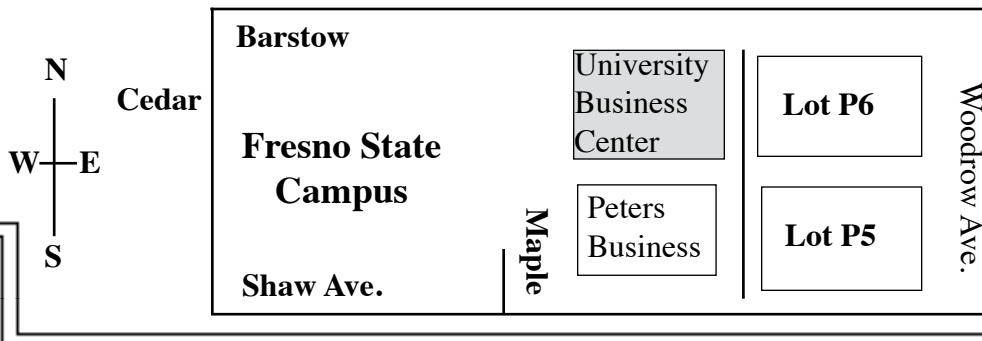 Barstow
N
Cedar
W
E
S
Fresno State
Campus
Shaw Ave.
Maple
University
Business
Center
Peters
Business
Lot P6
Lot P5
Woodrow Ave.